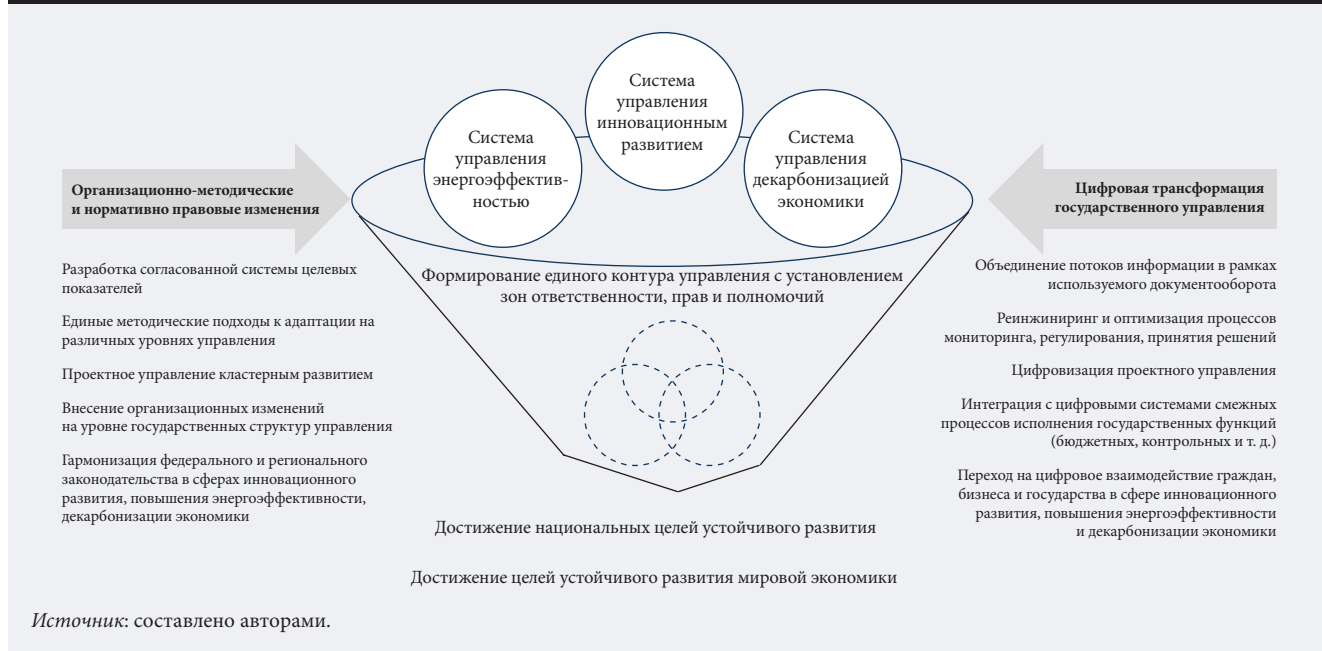 Система
управления
инновационным
развитием
Система
управления
энергоэффектив-
ностью
Система
управления
декарбонизацией
экономики
Организационно-методические
и нормативно правовые изменения
Разработка согласованной системы целевых
показателей
Единые методические подходы к адаптации на
различных уровнях управления
Проектное управление кластерным развитием
Внесение организационных изменений
на уровне государственных структур управления
Гармонизация федерального и регионального
законодательства в сферах инновационного
развития, повышения энергоэффективности,
декарбонизации экономики
Формирование единого контура управления с установлением
зон ответственности, прав и полномочий
Цифровая трансформация
государственного управления
Объединение потоков информации в рамках
используемого документооборота
Реинжиниринг и оптимизация процессов
мониторинга, регулирования, принятия решений
Цифровизация проектного управления
Интеграция с цифровыми системами смежных
процессов исполнения государственных функций
(бюджетных, контрольных и т. д.)
Переход на цифровое взаимодействие граждан,
бизнеса и государства в сфере инновационного
развития, повышения энергоэффективности
и декарбонизации экономики
Достижение национальных целей устойчивого развития
Достижение целей устойчивого развития мировой экономики
Источник: составлено авторами.